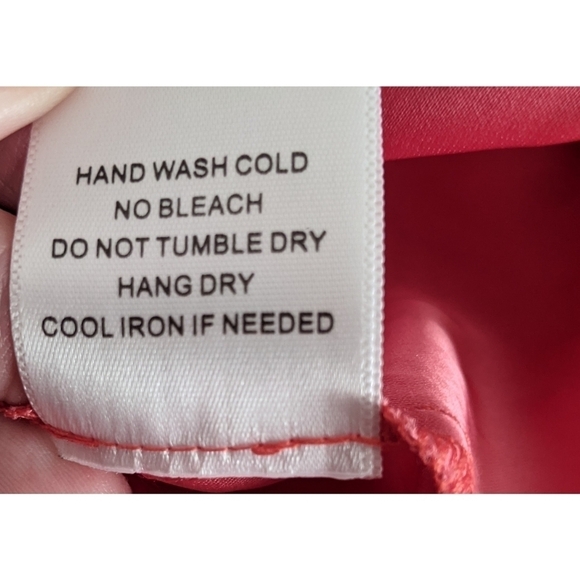 HAND WASH COLD
NO BLEACH
DO NOT TUMBLE DRY
HANG DRY
COOL IRON IF NEEDED